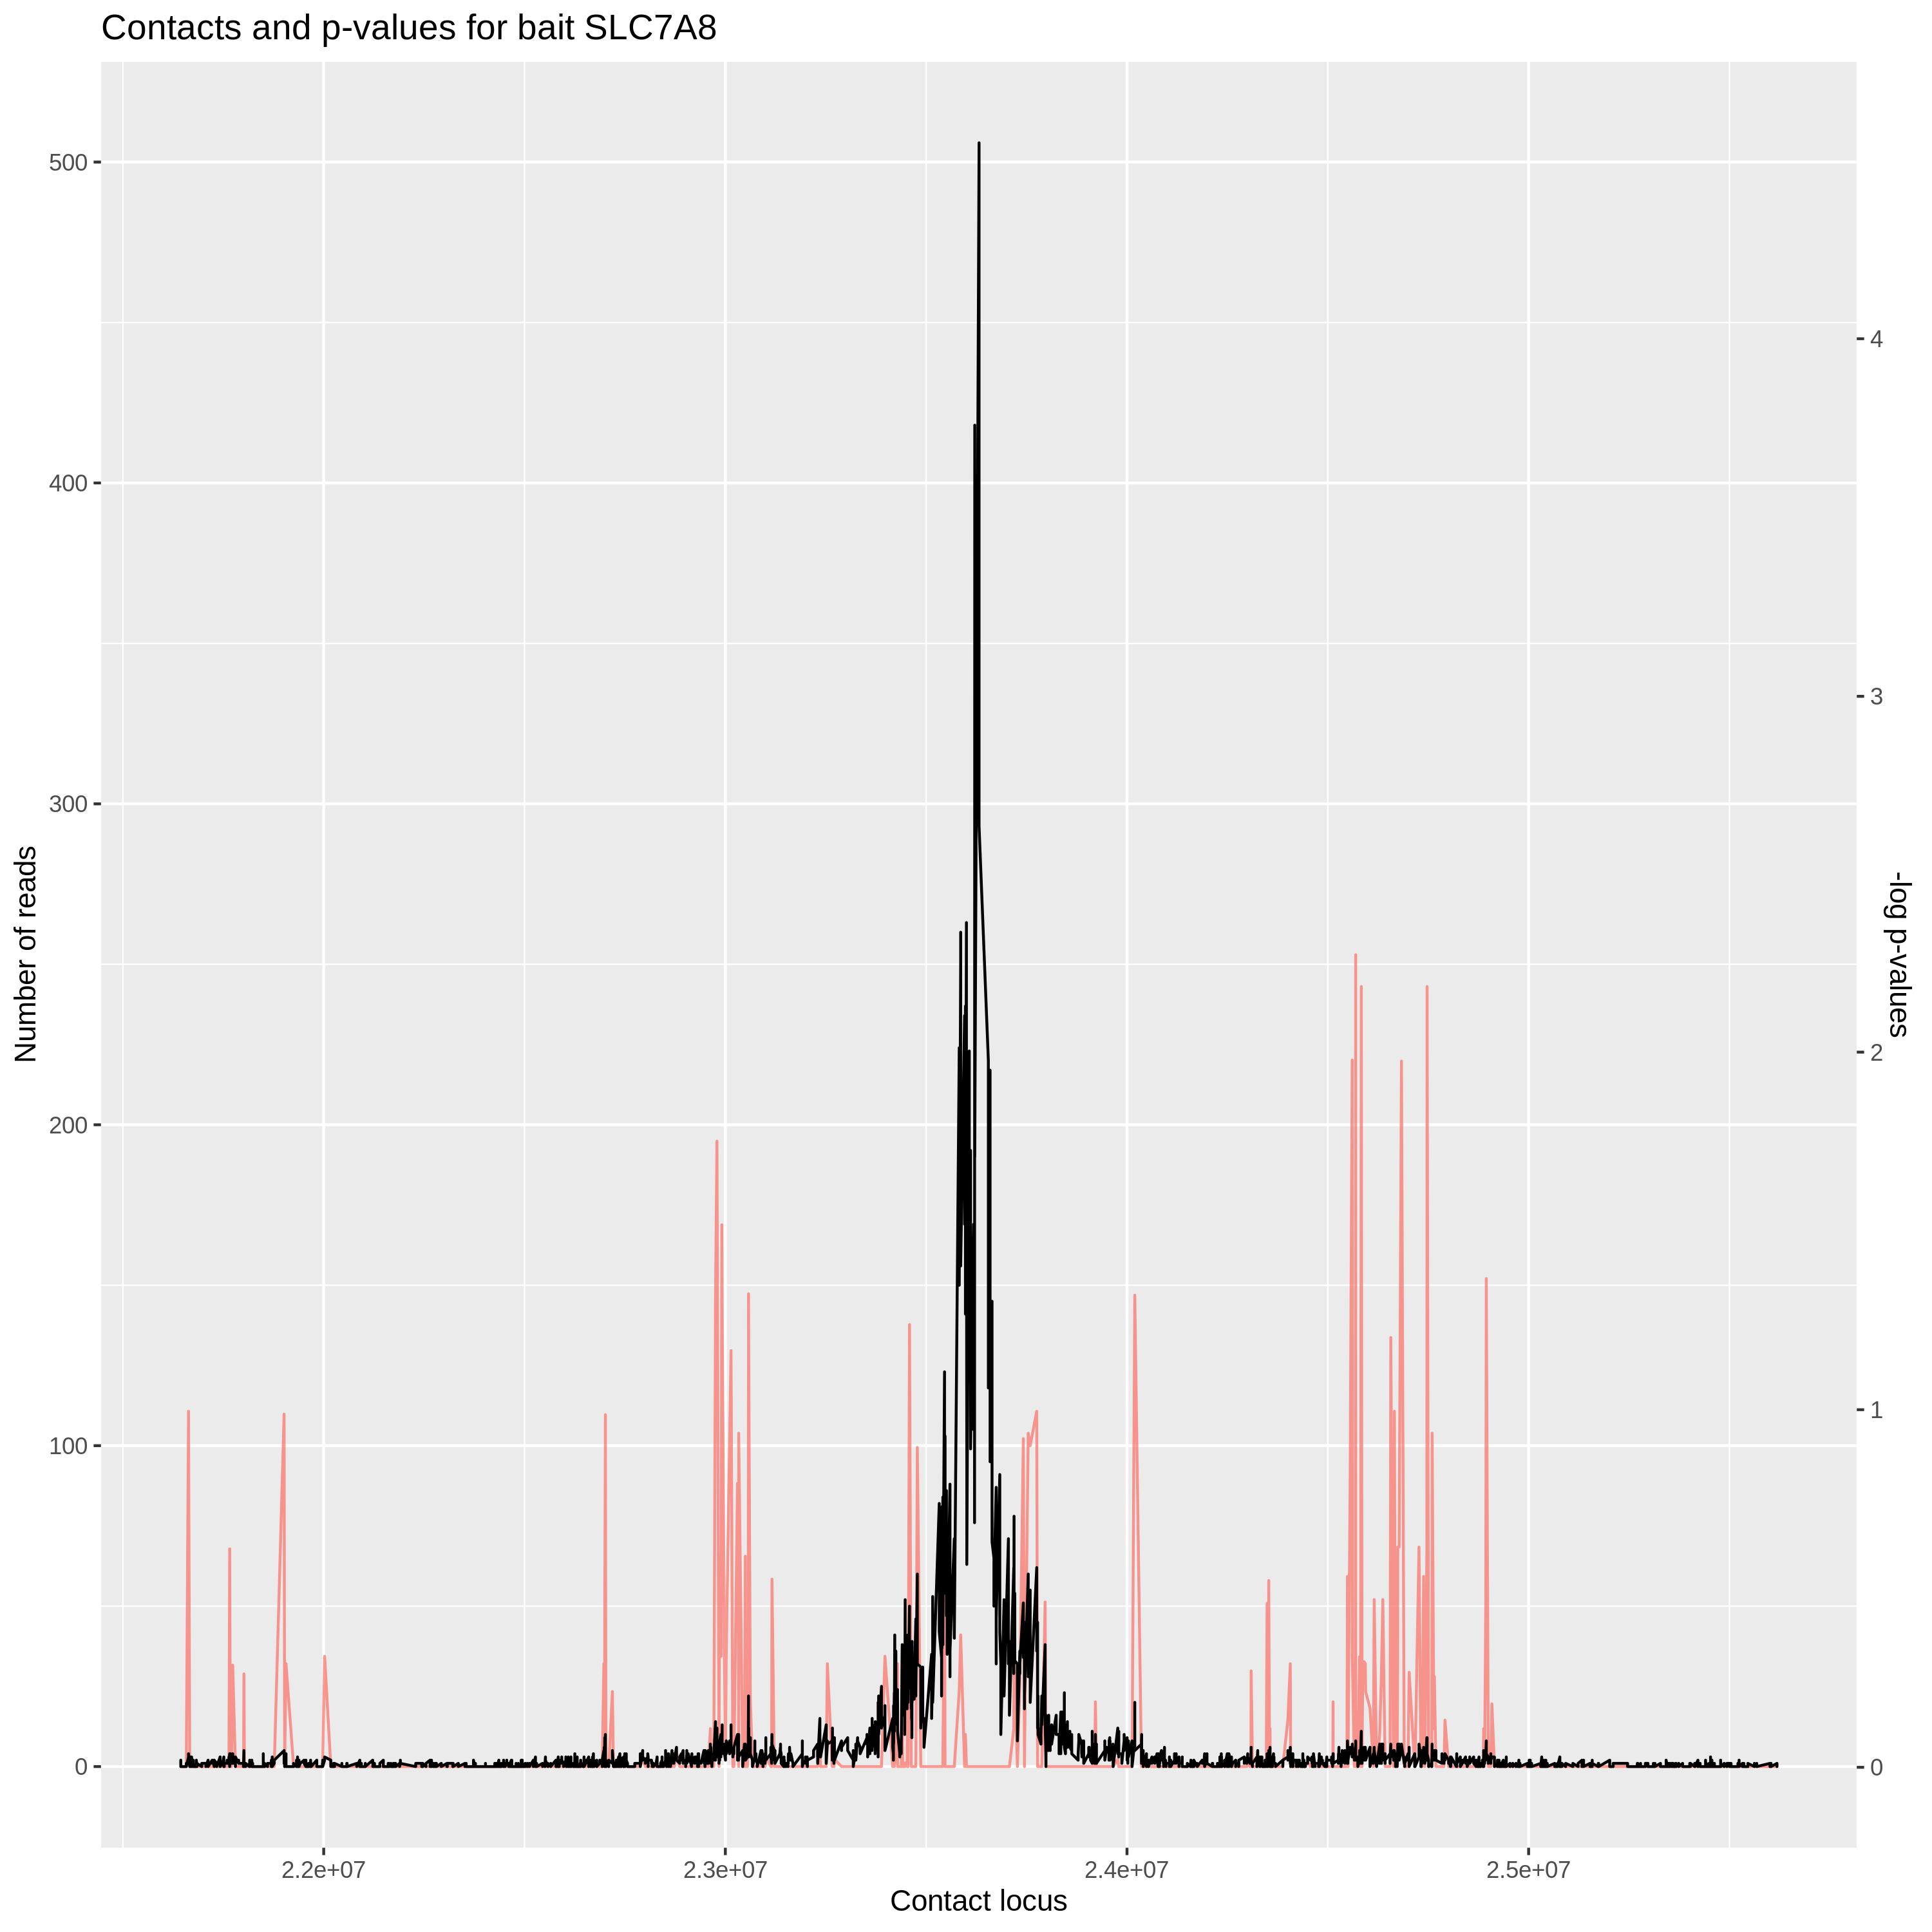 Contacts and p-values for bait SLC7A8
500
400
300
200
100
0
Number of reads
4
3
2
1
0
-log p-values
2.2e+07
2.3e+07
2.4e+07
2.5e+07
Contact locus